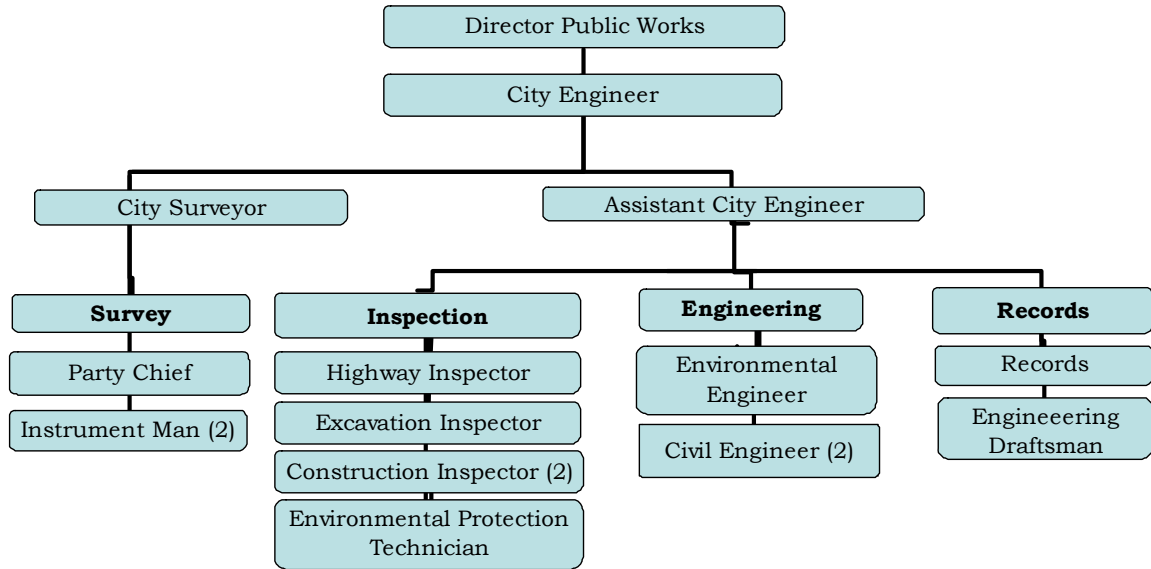 Director Public Works
City Engineer
City Surveyor
Assistant City Engineer
Survey
Party Chief
Instrument Man (2)
Inspection
Highway Inspector
Excavation Inspector
Construction Inspector (2)
Environmental Protection
Technician
Engineering
Environmental
Engineer
Civil Engineer (2)
Records
Records
Engineeering
Draftsman